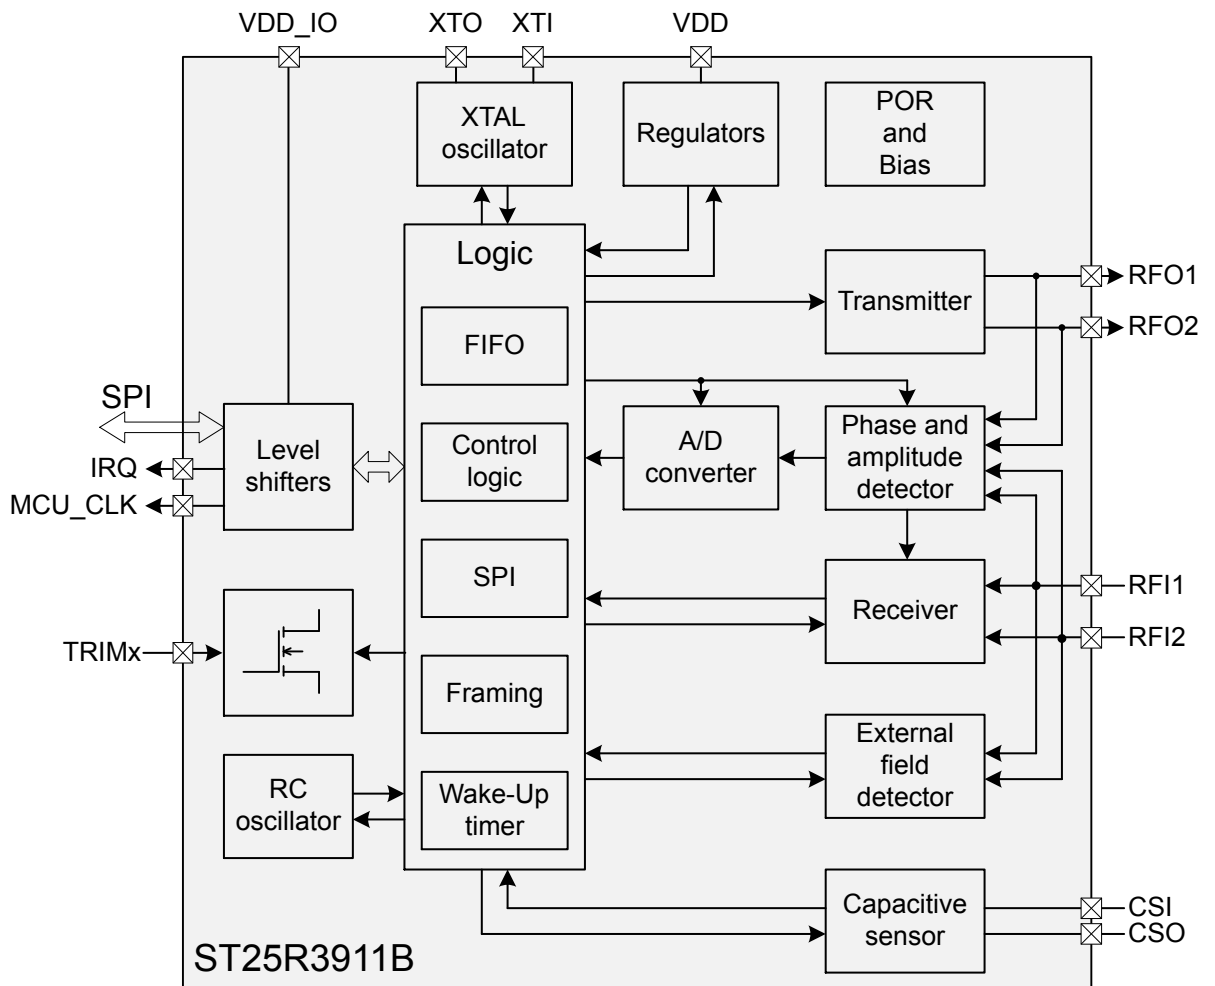 VDD_IO
XTO
XTI
VDD
XTAL
oscillator
Regulators
POR
and
Bias
Logic
FIFO
Control
logic
SPI
Framing
Wake-Up
timer
Transmitter
RFO1
RFO2
SPI
IRQ
MCU_CLK
Level
shifters
A/D
converter
Phase and
amplitude
detector
Receiver
RFI1
RFI2
TRIMx
RC
oscillator
External
field
detector
Capacitive
sensor
CSI
CSO
ST25R3911B